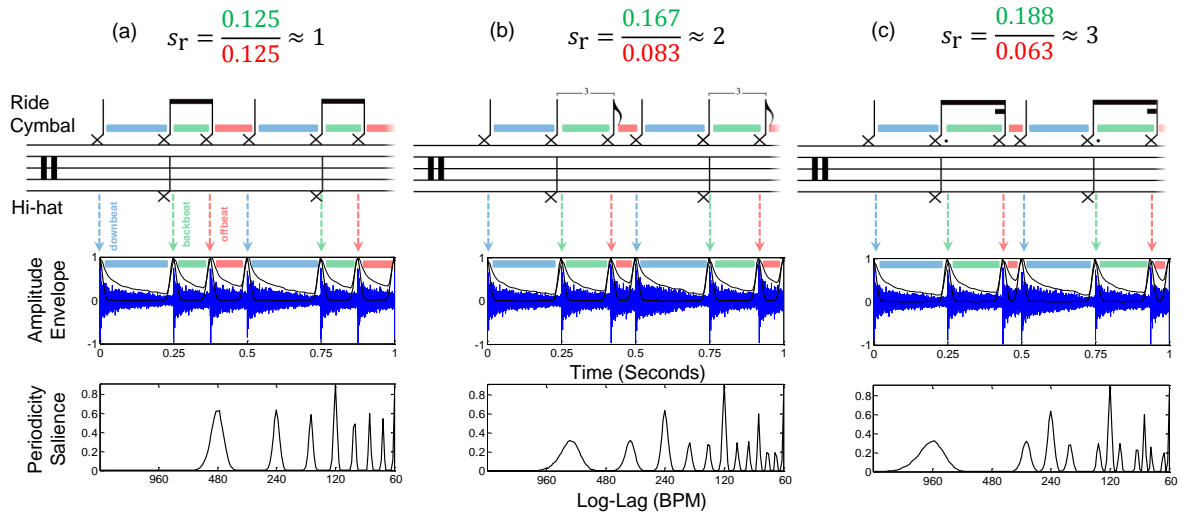 (a) s_r = 0.125 / 0.125 ≈ 1
(b) s_r = 0.167 / 0.083 ≈ 2
(c) s_r = 0.188 / 0.063 ≈ 3
Ride
Cymbal
3 3
Hi-hat
downbeat
backbeat
offbeat
Amplitude
Envelope
1
0
-1
0 0.25 0.5 0.75 1
1
0
-1
0 0.25 0.5 0.75 1
1
0
-1
0 0.25 0.5 0.75 1
Time (Seconds)
Periodicity
Salience
0.8
0.6
0.4
0.2
0
960 480 240 120 60
0.8
0.6
0.4
0.2
0
960 480 240 120 60
0.8
0.6
0.4
0.2
0
960 480 240 120 60
Log-Lag (BPM)